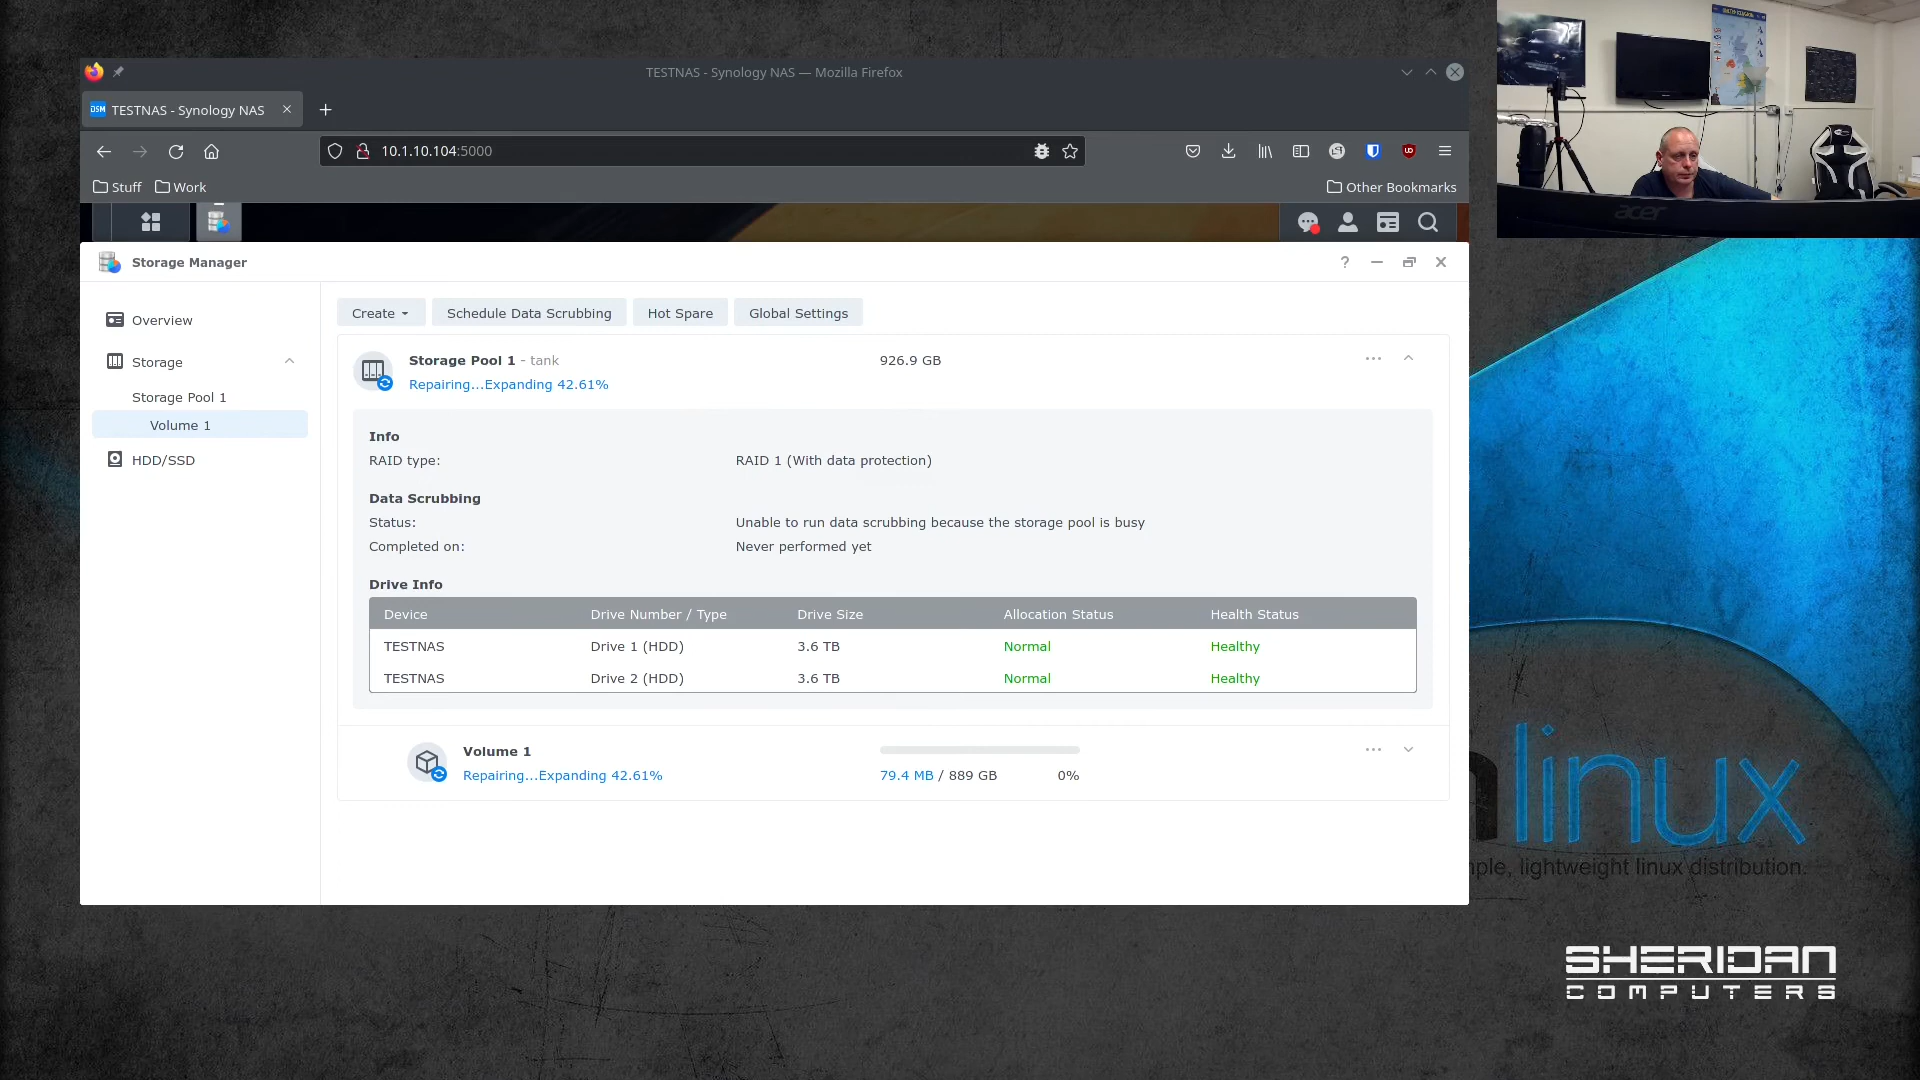 TESTNAS - Synology NAS — Mozilla Firefox
DSM TESTNAS - Synology NAS
10.1.10.104:5000
Stuff
Work
Other Bookmarks
Storage Manager
Overview
Storage
Storage Pool 1
Volume 1
HDD/SSD
Create
Schedule Data Scrubbing
Hot Spare
Global Settings
Storage Pool 1 - tank
926.9 GB
Repairing...Expanding 42.61%
Info
RAID type:
RAID 1 (With data protection)
Data Scrubbing
Status:
Unable to run data scrubbing because the storage pool is busy
Completed on:
Never performed yet
Drive Info
Device
Drive Number / Type
Drive Size
Allocation Status
Health Status
TESTNAS
Drive 1 (HDD)
3.6 TB
Normal
Healthy
TESTNAS
Drive 2 (HDD)
3.6 TB
Normal
Healthy
Volume 1
Repairing...Expanding 42.61%
79.4 MB / 889 GB
0%
acer
linux
ple, lightweight linux distribution.
SHERIDAN
COMPUTERS